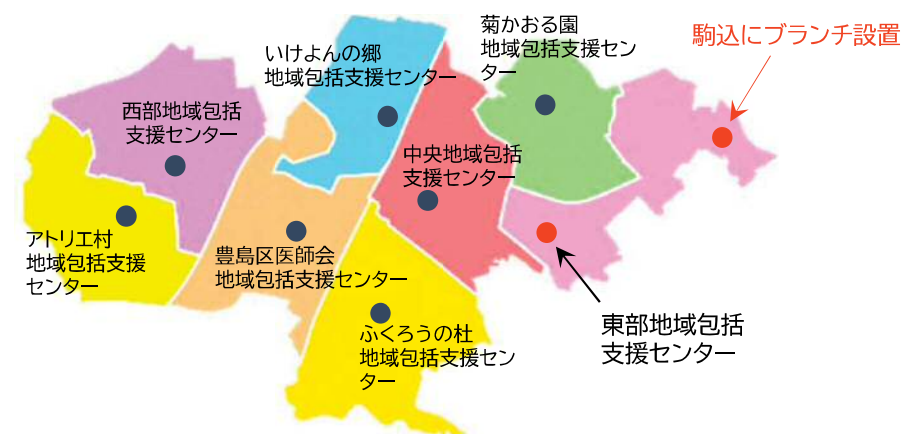 菊かおる園
地域包括支援セン
ター
駒込にブランチ設置
いけよんの郷
地域包括支援センター
西部地域包括
支援センター
中央地域包括
支援センター
アトリエ村
地域包括支援
センター
豊島区医師会
地域包括支援センター
東部地域包括
支援センター
ふくろうの杜
地域包括支援セン
ター